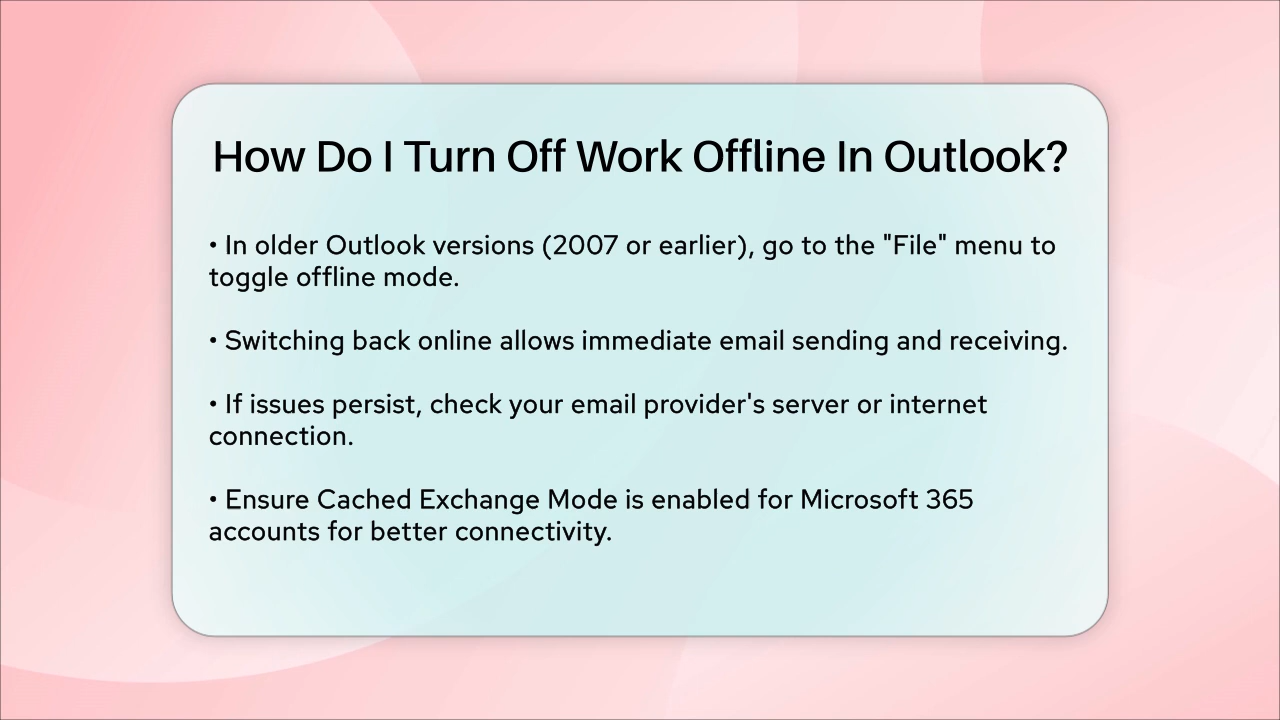 How Do I Turn Off Work Offline In Outlook?
• In older Outlook versions (2007 or earlier), go to the "File" menu to
toggle offline mode.
• Switching back online allows immediate email sending and receiving.
• If issues persist, check your email provider's server or internet
connection.
• Ensure Cached Exchange Mode is enabled for Microsoft 365
accounts for better connectivity.